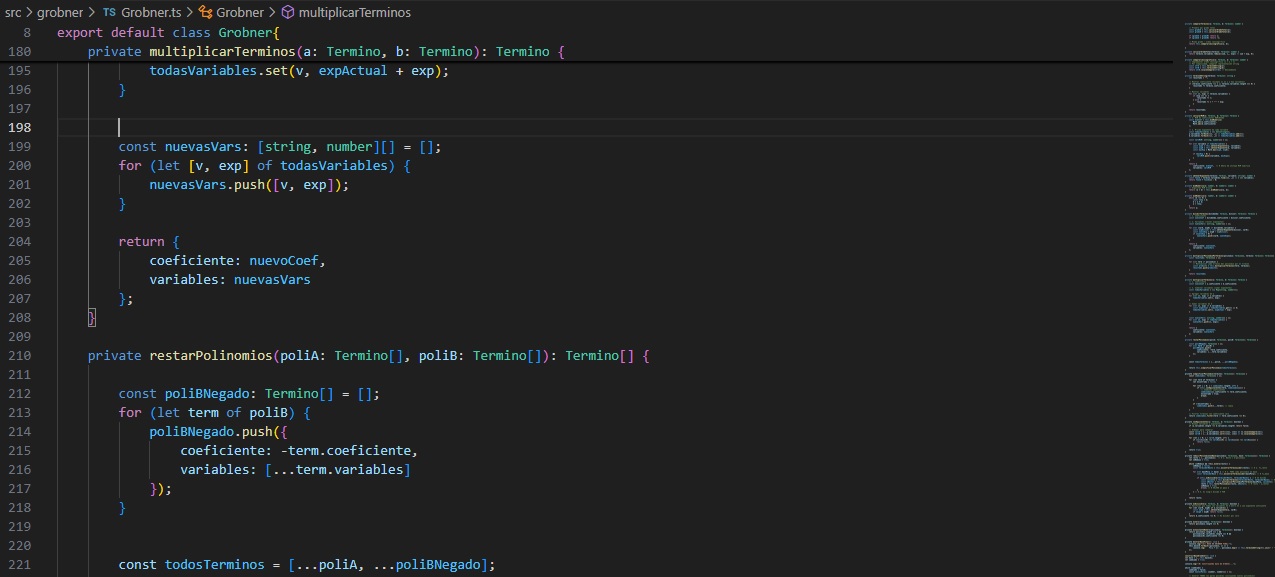 src > grobner > TS Grobner.ts > Grobner > multiplicarTerminos
8 export default class Grobner{
180 private multiplicarTerminos(a: Termino, b: Termino): Termino {
195 todasVariables.set(v, expActual + exp);
196 }
197
198
199 const nuevasVars: [string, number][] = [];
200 for (let [v, exp] of todasVariables) {
201 nuevasVars.push([v, exp]);
202 }
203
204 return {
205 coeficiente: nuevoCoef,
206 variables: nuevasVars
207 };
208 }
209
210 private restarPolinomios(poliA: Termino[], poliB: Termino[]): Termino[] {
211
212 const poliBNegado: Termino[] = [];
213 for (let term of poliB) {
214 poliBNegado.push({
215 coeficiente: -term.coeficiente,
216 variables: [...term.variables]
217 });
218 }
219
220
221 const todosTerminos = [...poliA, ...poliBNegado];